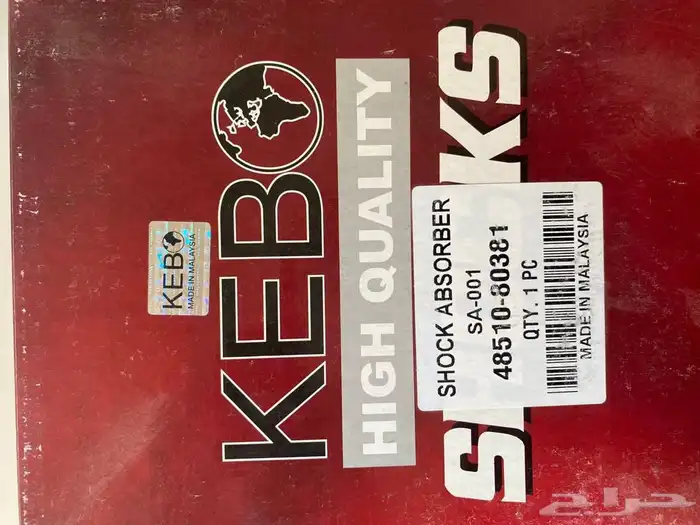 KEBO
MADE IN MALAYSIA
KEBO
HIGH QUALITY
SHOCK ABSORBER
SA-001
48510-80381
QTY. 1 PC
MADE IN MALAYSIA
حراج